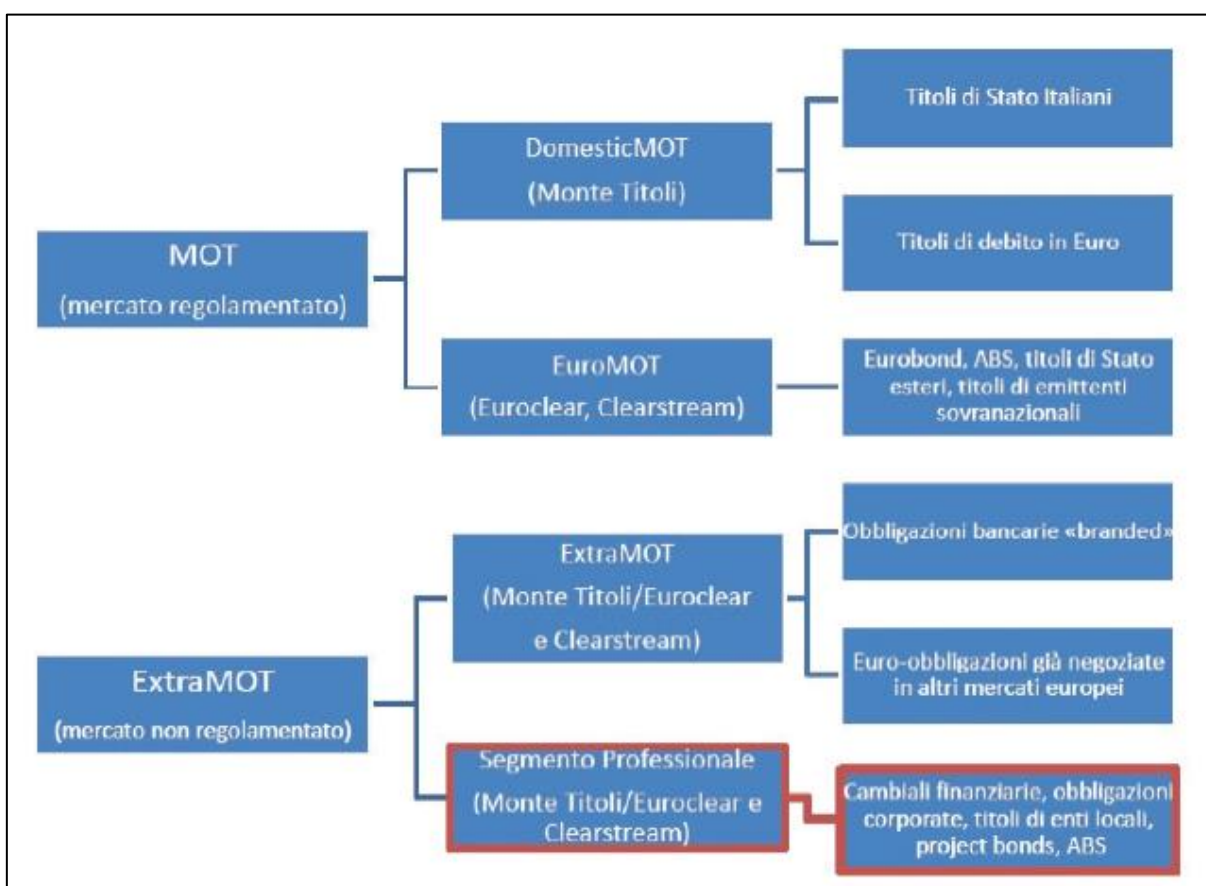 MOT
(mercato regolamentato)
DomesticMOT
(Monte Titoli)
Titoli di Stato Italiani
Titoli di debito in Euro
EuroMOT
(Euroclear, Clearstream)
Eurobond, ABS, titoli di Stato
esteri, titoli di emittenti
sovranazionali
ExtraMOT
(mercato non regolamentato)
ExtraMOT
(Monte Titoli/Euroclear
e Clearstream)
Obbligazioni bancarie «branded»
Euro-obbligazioni già negoziate
in altri mercati europei
Segmento Professionale
(Monte Titoli/Euroclear e
Clearstream)
Cambiali finanziarie, obbligazioni
corporate, titoli di enti locali,
project bonds, ABS